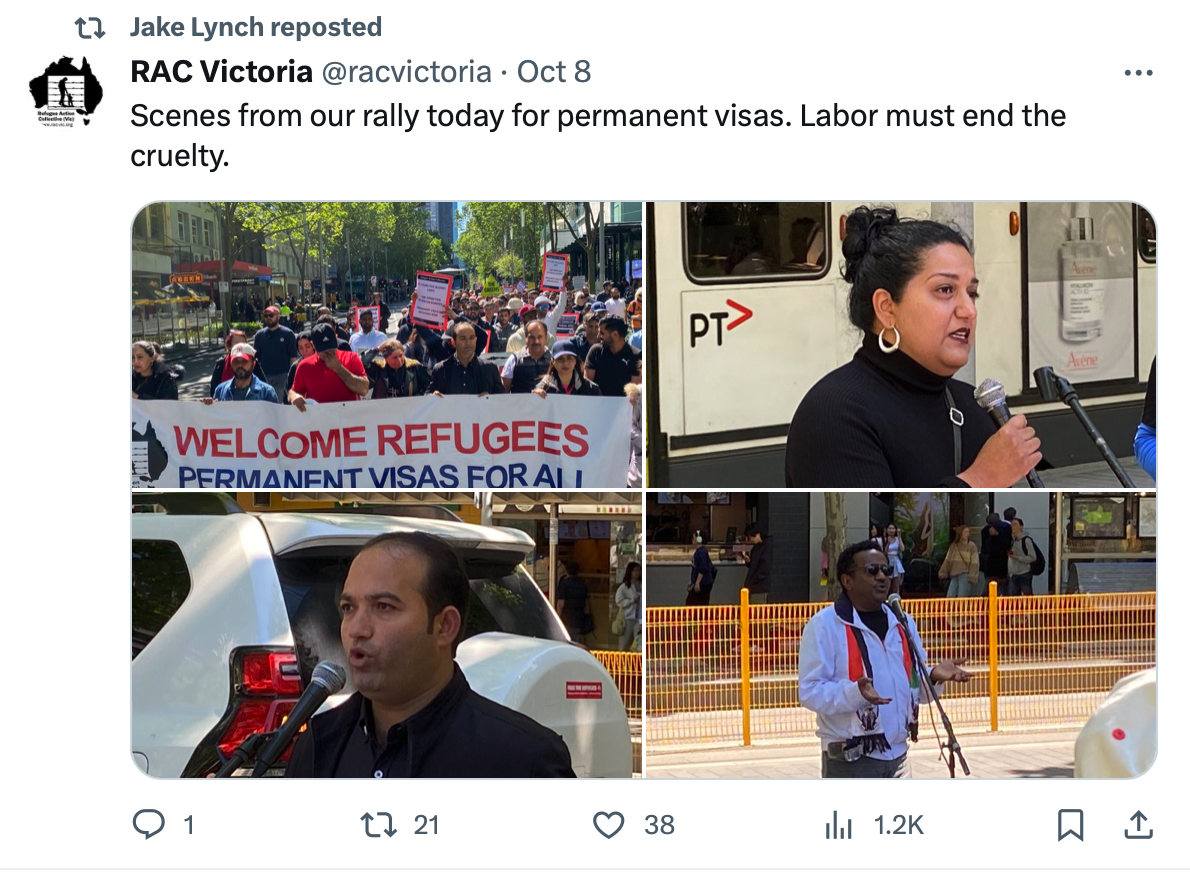 Jake Lynch reposted
RAC Victoria @racvictoria · Oct 8
Refugee Action
Collective (Vic)
Scenes from our rally today for permanent visas. Labor must end the
cruelty.
WELCOME REFUGEES
PERMANENT VISAS FOR ALL
PT>
Avène
Avène
1
21
38
1.2K